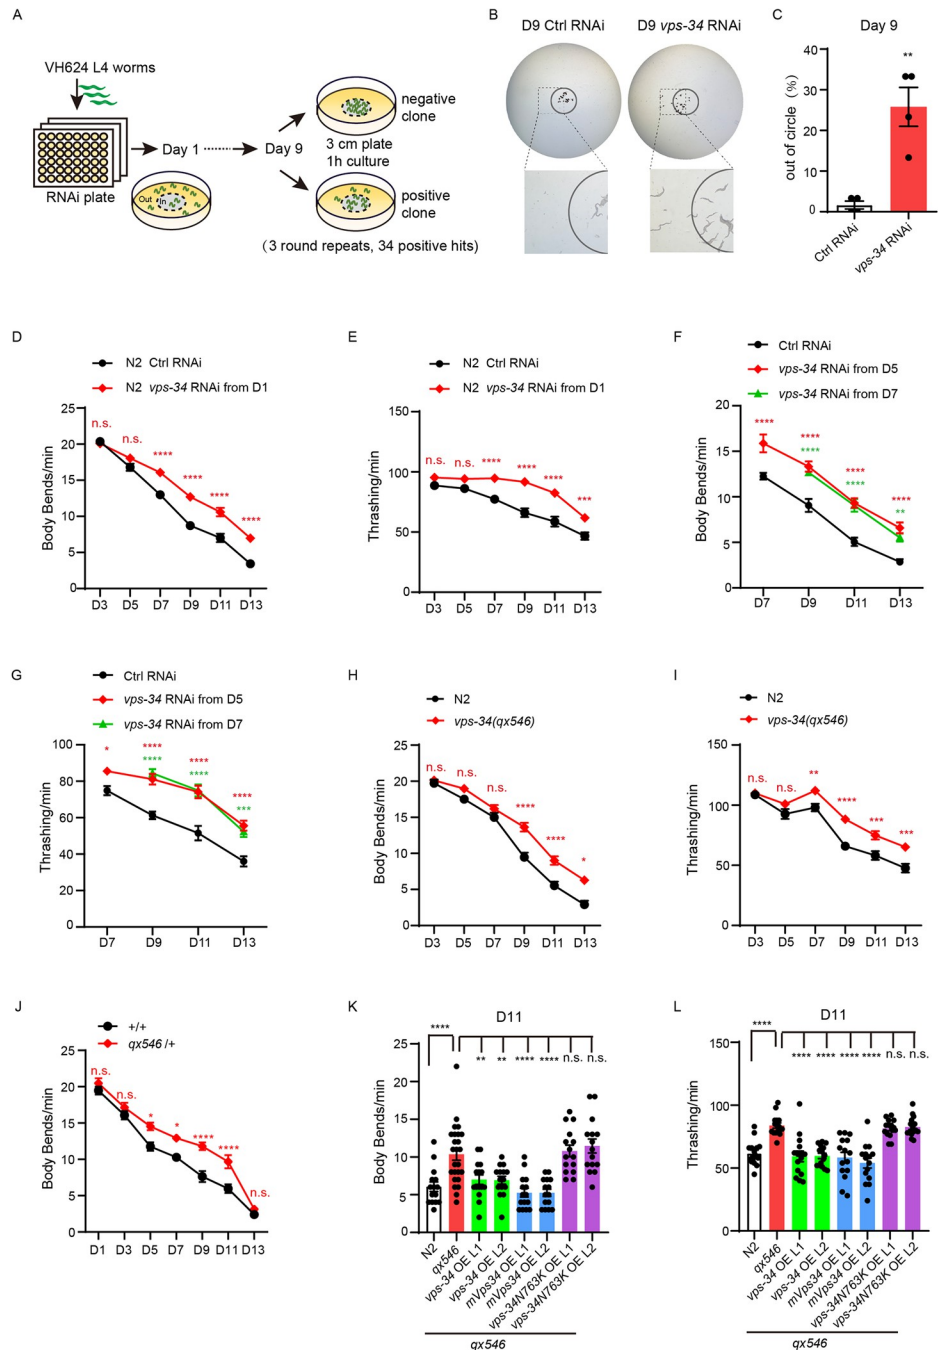 A
VH624 L4 worms
RNAi plate
Day 1
Out
In
Day 9
negative
clone
3 cm plate
1h culture
positive
clone
(3 round repeats, 34 positive hits)
B
D9 Ctrl RNAi
D9 vps-34 RNAi
C
Day 9
**
out of circle (%)
40
30
20
10
0
Ctrl RNAi
vps-34 RNAi
D
N2 Ctrl RNAi
N2 vps-34 RNAi from D1
Body Bends/min
25
20
15
10
5
0
n.s.
n.s.
****
****
****
****
D3 D5 D7 D9 D11 D13
E
N2 Ctrl RNAi
N2 vps-34 RNAi from D1
Thrashing/min
150
100
50
0
n.s. n.s. **** **** **** ***
D3 D5 D7 D9 D11 D13
F
Ctrl RNAi
vps-34 RNAi from D5
vps-34 RNAi from D7
Body Bends/min
20
15
10
5
0
****
****
****
****
****
****
**
D7 D9 D11 D13
G
Ctrl RNAi
vps-34 RNAi from D5
vps-34 RNAi from D7
Thrashing/min
100
80
60
40
20
0
*
****
****
****
****
****
***
D7 D9 D11 D13
H
N2
vps-34(qx546)
Body Bends/min
25
20
15
10
5
0
n.s.
n.s.
n.s.
****
****
*
D3 D5 D7 D9 D11 D13
I
N2
vps-34(qx546)
Thrashing/min
150
100
50
0
n.s.
n.s.
**
****
***
***
D3 D5 D7 D9 D11 D13
J
+/+
qx546 /+
Body Bends/min
25
20
15
10
5
0
n.s.
n.s.
*
*
****
****
n.s.
D1 D3 D5 D7 D9 D11 D13
K
D11
****
** ** **** **** n.s. n.s.
Body Bends/min
25
20
15
10
5
0
N2
qx546
vps-34 OE L1
vps-34 OE L2
mVps34 OE L1
mVps34 OE L2
vps-34N763K OE L1
vps-34N763K OE L2
qx546
L
D11
****
**** **** **** **** n.s. n.s.
Thrashing/min
150
100
50
0
N2
qx546
vps-34 OE L1
vps-34 OE L2
mVps34 OE L1
mVps34 OE L2
vps-34N763K OE L1
vps-34N763K OE L2
qx546